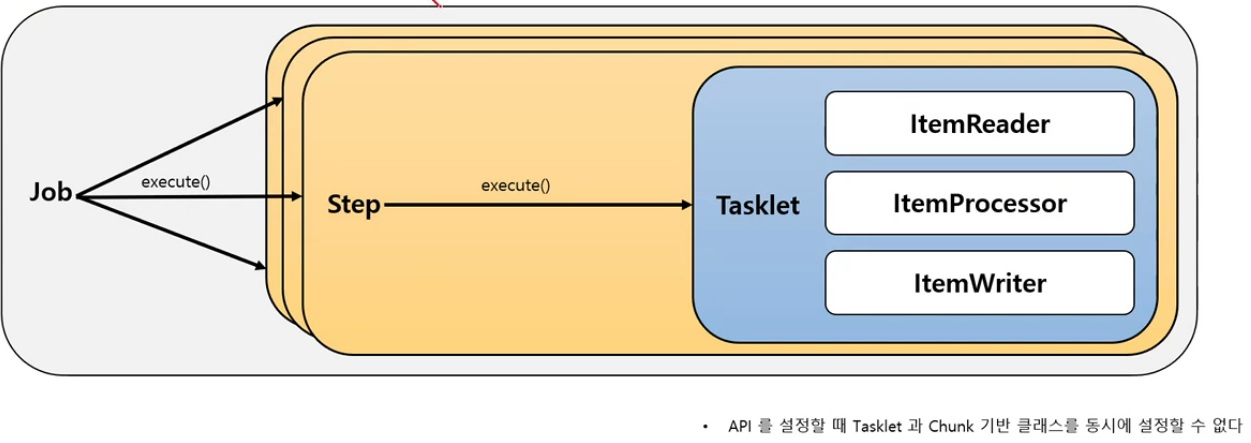 Job
execute()
Step
execute()
Tasklet
ItemReader
ItemProcessor
ItemWriter
• API 를 설정할 때 Tasklet 과 Chunk 기반 클래스를 동시에 설정할 수 없다